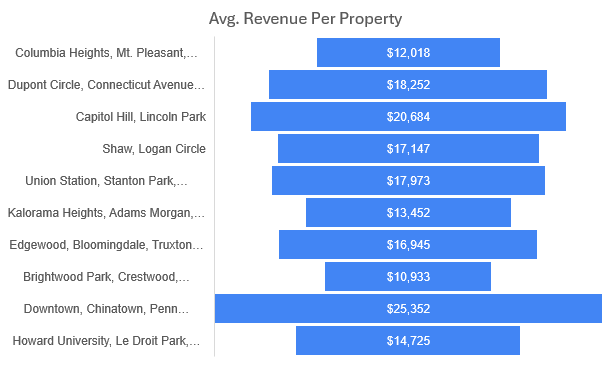 Avg. Revenue Per Property
Columbia Heights, Mt. Pleasant,... $12,018
Dupont Circle, Connecticut Avenue... $18,252
Capitol Hill, Lincoln Park $20,684
Shaw, Logan Circle $17,147
Union Station, Stanton Park,... $17,973
Kalorama Heights, Adams Morgan,... $13,452
Edgewood, Bloomingdale, Truxton... $16,945
Brightwood Park, Crestwood,... $10,933
Downtown, Chinatown, Penn... $25,352
Howard University, Le Droit Park,... $14,725